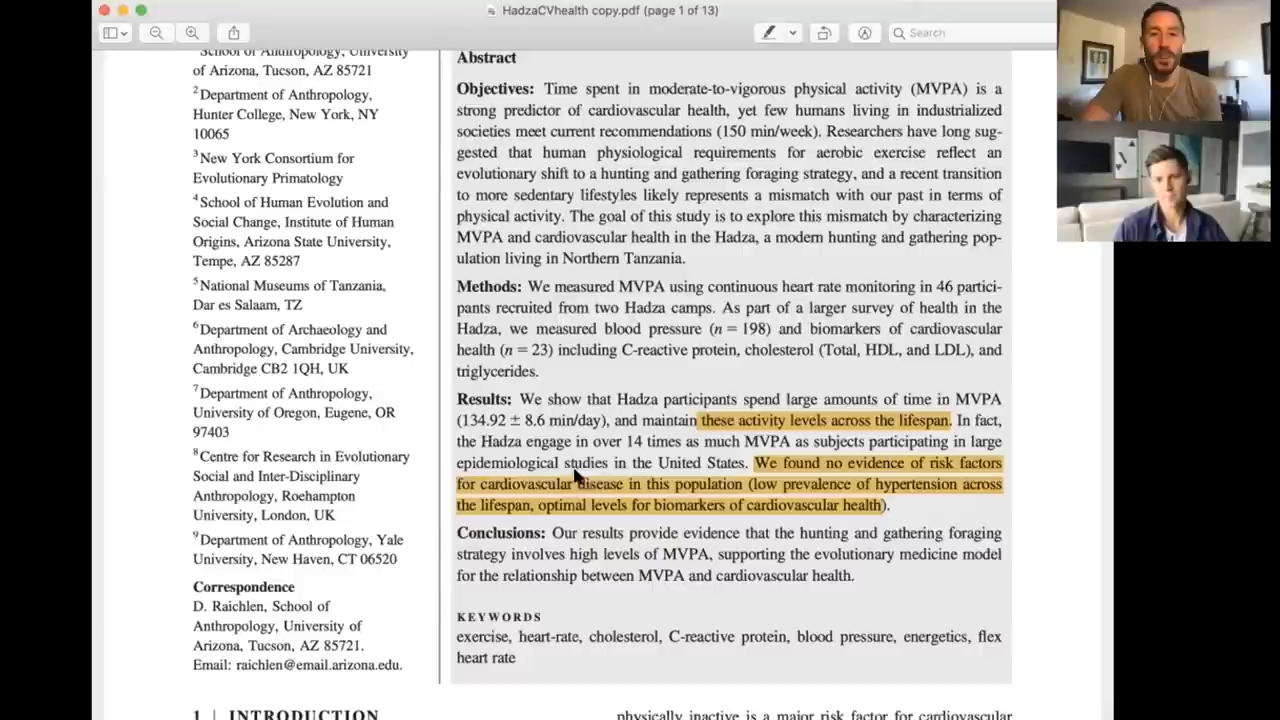 HadzaCVhealth copy.pdf (page 1 of 13)
Search
School of Anthropology, University
of Arizona, Tucson, AZ 85721
2Department of Anthropology,
Hunter College, New York, NY
10065
3New York Consortium for
Evolutionary Primatology
4School of Human Evolution and
Social Change, Institute of Human
Origins, Arizona State University,
Tempe, AZ 85287
5National Museums of Tanzania,
Dar es Salaam, TZ
6Department of Archaeology and
Anthropology, Cambridge University,
Cambridge CB2 1QH, UK
7Department of Anthropology,
University of Oregon, Eugene, OR
97403
8Centre for Research in Evolutionary
Social and Inter-Disciplinary
Anthropology, Roehampton
University, London, UK
9Department of Anthropology, Yale
University, New Haven, CT 06520
Correspondence
D. Raichlen, School of
Anthropology, University of
Arizona, Tucson, AZ 85721.
Email: raichlen@email.arizona.edu.
Abstract
Objectives: Time spent in moderate-to-vigorous physical activity (MVPA) is a
strong predictor of cardiovascular health, yet few humans living in industrialized
societies meet current recommendations (150 min/week). Researchers have long sug-
gested that human physiological requirements for aerobic exercise reflect an
evolutionary shift to a hunting and gathering foraging strategy, and a recent transition
to more sedentary lifestyles likely represents a mismatch with our past in terms of
physical activity. The goal of this study is to explore this mismatch by characterizing
MVPA and cardiovascular health in the Hadza, a modern hunting and gathering pop-
ulation living in Northern Tanzania.
Methods: We measured MVPA using continuous heart rate monitoring in 46 partici-
pants recruited from two Hadza camps. As part of a larger survey of health in the
Hadza, we measured blood pressure (n = 198) and biomarkers of cardiovascular
health (n = 23) including C-reactive protein, cholesterol (Total, HDL, and LDL), and
triglycerides.
Results: We show that Hadza participants spend large amounts of time in MVPA
(134.92 ± 8.6 min/day), and maintain these activity levels across the lifespan. In fact,
the Hadza engage in over 14 times as much MVPA as subjects participating in large
epidemiological studies in the United States. We found no evidence of risk factors
for cardiovascular disease in this population (low prevalence of hypertension across
the lifespan, optimal levels for biomarkers of cardiovascular health).
Conclusions: Our results provide evidence that the hunting and gathering foraging
strategy involves high levels of MVPA, supporting the evolutionary medicine model
for the relationship between MVPA and cardiovascular health.
KEYWORDS
exercise, heart-rate, cholesterol, C-reactive protein, blood pressure, energetics, flex
heart rate
1 | INTRODUCTION
physically inactive is a major risk factor for cardiovascular